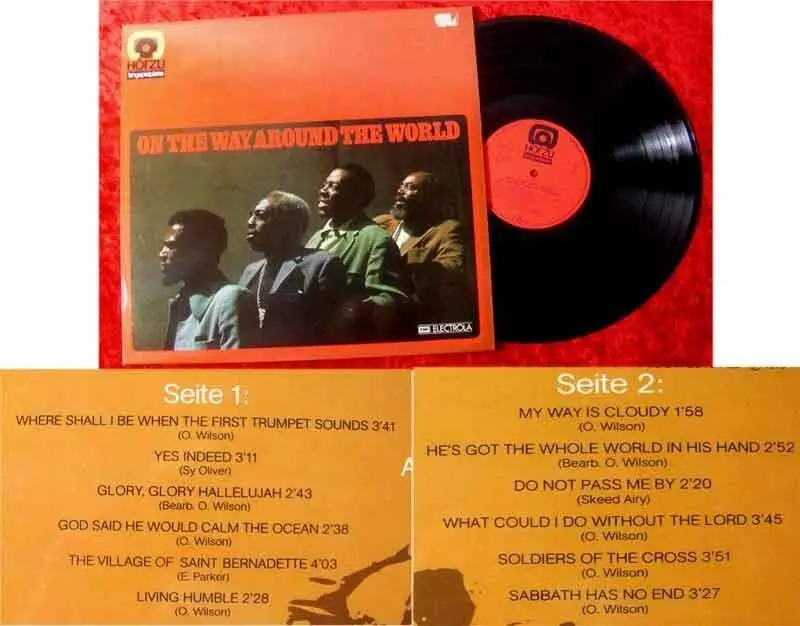 HÖRZU
ON THE WAY AROUND THE WORLD
EMI ELECTROLA
HÖRZU
Seite 1:
WHERE SHALL I BE WHEN THE FIRST TRUMPET SOUNDS 3'41
(O. Wilson)
YES INDEED 3'11
(Sy Oliver)
GLORY, GLORY HALLELUJAH 2'43
(Bearb. O. Wilson)
GOD SAID HE WOULD CALM THE OCEAN 2'38
(O. Wilson)
THE VILLAGE OF SAINT BERNADETTE 4'03
(E. Parker)
LIVING HUMBLE 2'28
(O. Wilson)
A
Seite 2:
MY WAY IS CLOUDY 1'58
(O. Wilson)
HE'S GOT THE WHOLE WORLD IN HIS HAND 2'52
(Bearb. O. Wilson)
DO NOT PASS ME BY 2'20
(Skeed Airy)
WHAT COULD I DO WITHOUT THE LORD 3'45
(O. Wilson)
SOLDIERS OF THE CROSS 3'51
(O. Wilson)
SABBATH HAS NO END 3'27
(O. Wilson)